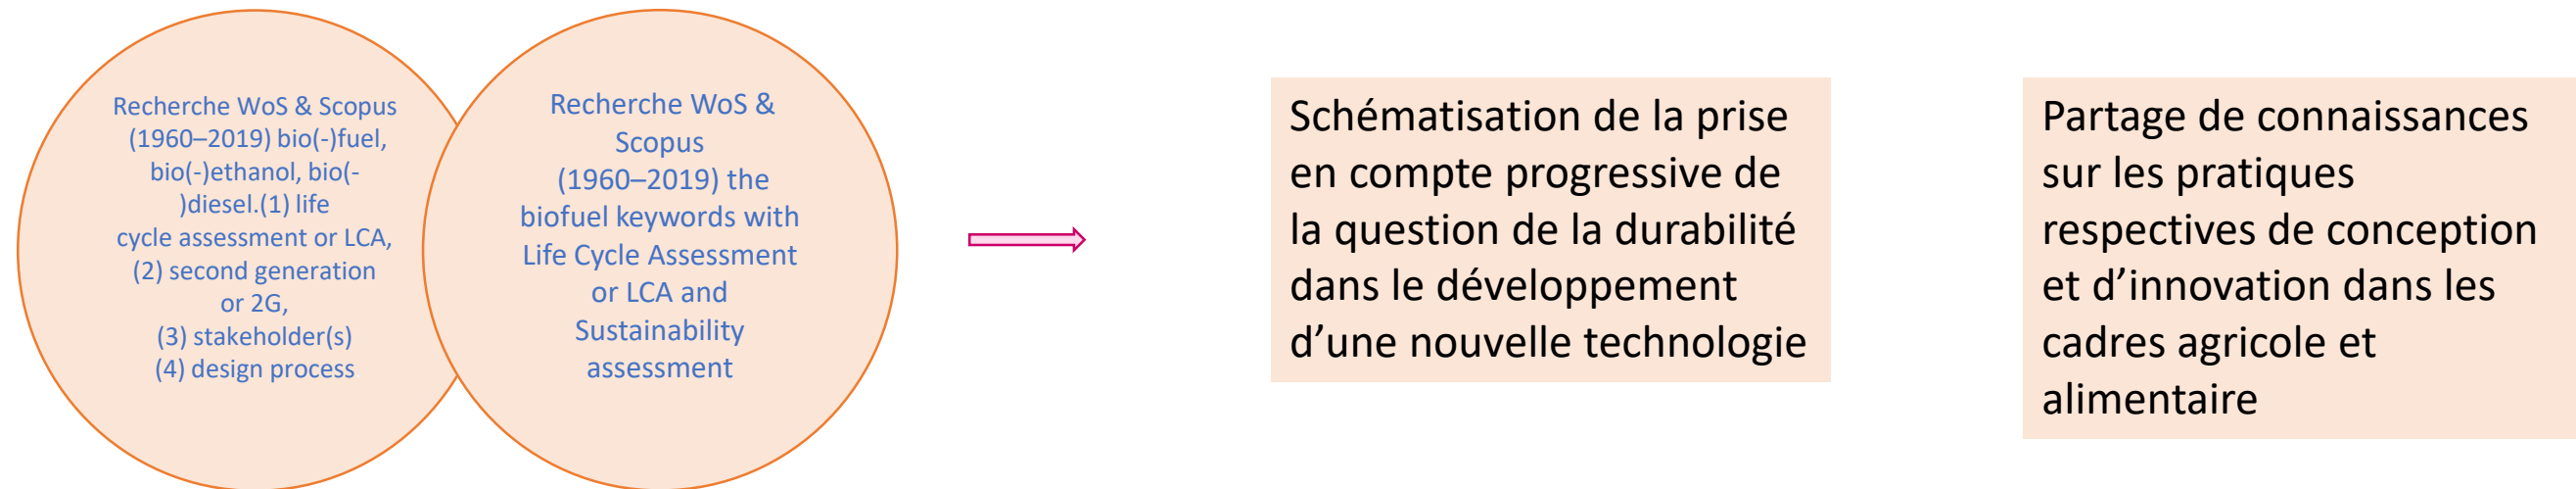 Recherche WoS & Scopus
(1960–2019) bio(-)fuel,
bio(-)ethanol, bio(-
)diesel.(1) life
cycle assessment or LCA,
(2) second generation
or 2G,
(3) stakeholder(s)
(4) design process
Recherche WoS &
Scopus
(1960–2019) the
biofuel keywords with
Life Cycle Assessment
or LCA and
Sustainability
assessment
Schématisation de la prise
en compte progressive de
la question de la durabilité
dans le développement
d’une nouvelle technologie
Partage de connaissances
sur les pratiques
respectives de conception
et d’innovation dans les
cadres agricole et
alimentaire